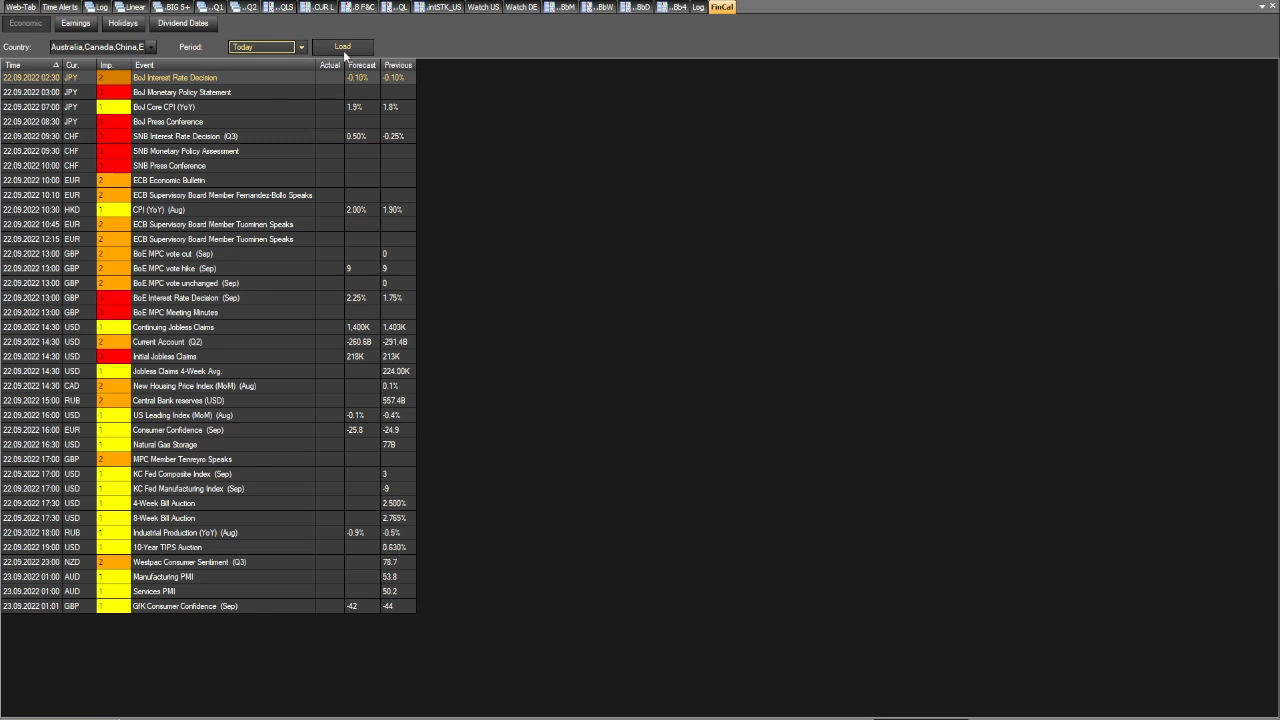 Web-Tab Time Alerts Log Linear BIG 5+ ..Q1 ..Q2 .QLS .CUR L .B F&C .QL .intSTK_US Watch US Watch DE ..BbM ..BbW ..BbD ..Bb4 Log FinCal
Economic Earnings Holidays Dividend Dates
Country: Australia,Canada,China,E Period: Today Load
Time Cur. Imp. Event Actual Forecast Previous
22.09.2022 02:30 JPY 2 BoJ Interest Rate Decision -0.10% -0.10%
22.09.2022 03:00 JPY 3 BoJ Monetary Policy Statement
22.09.2022 07:00 JPY 1 BoJ Core CPI (YoY) 1.9% 1.8%
22.09.2022 08:30 JPY 3 BoJ Press Conference
22.09.2022 09:30 CHF 3 SNB Interest Rate Decision (Q3) 0.50% -0.25%
22.09.2022 09:30 CHF 3 SNB Monetary Policy Assessment
22.09.2022 10:00 CHF 3 SNB Press Conference
22.09.2022 10:00 EUR 2 ECB Economic Bulletin
22.09.2022 10:10 EUR 2 ECB Supervisory Board Member Fernandez-Bollo Speaks
22.09.2022 10:30 HKD 1 CPI (YoY) (Aug) 2.00% 1.90%
22.09.2022 10:45 EUR 2 ECB Supervisory Board Member Tuominen Speaks
22.09.2022 12:15 EUR 2 ECB Supervisory Board Member Tuominen Speaks
22.09.2022 13:00 GBP 2 BoE MPC vote cut (Sep) 0
22.09.2022 13:00 GBP 2 BoE MPC vote hike (Sep) 9 9
22.09.2022 13:00 GBP 2 BoE MPC vote unchanged (Sep) 0
22.09.2022 13:00 GBP 3 BoE Interest Rate Decision (Sep) 2.25% 1.75%
22.09.2022 13:00 GBP 3 BoE MPC Meeting Minutes
22.09.2022 14:30 USD 1 Continuing Jobless Claims 1,400K 1,403K
22.09.2022 14:30 USD 2 Current Account (Q2) -260.6B -291.4B
22.09.2022 14:30 USD 3 Initial Jobless Claims 218K 213K
22.09.2022 14:30 USD 1 Jobless Claims 4-Week Avg. 224.00K
22.09.2022 14:30 CAD 2 New Housing Price Index (MoM) (Aug) 0.1%
22.09.2022 15:00 RUB 2 Central Bank reserves (USD) 557.4B
22.09.2022 16:00 USD 1 US Leading Index (MoM) (Aug) -0.1% -0.4%
22.09.2022 16:00 EUR 1 Consumer Confidence (Sep) -25.8 -24.9
22.09.2022 16:30 USD 1 Natural Gas Storage 77B
22.09.2022 17:00 GBP 2 MPC Member Tenreyro Speaks
22.09.2022 17:00 USD 1 KC Fed Composite Index (Sep) 3
22.09.2022 17:00 USD 1 KC Fed Manufacturing Index (Sep) -9
22.09.2022 17:30 USD 1 4-Week Bill Auction 2.500%
22.09.2022 17:30 USD 1 8-Week Bill Auction 2.765%
22.09.2022 18:00 RUB 1 Industrial Production (YoY) (Aug) -0.9% -0.5%
22.09.2022 19:00 USD 1 10-Year TIPS Auction 0.630%
22.09.2022 23:00 NZD 2 Westpac Consumer Sentiment (Q3) 78.7
23.09.2022 01:00 AUD 1 Manufacturing PMI 53.8
23.09.2022 01:00 AUD 1 Services PMI 50.2
23.09.2022 01:01 GBP 1 GfK Consumer Confidence (Sep) -42 -44